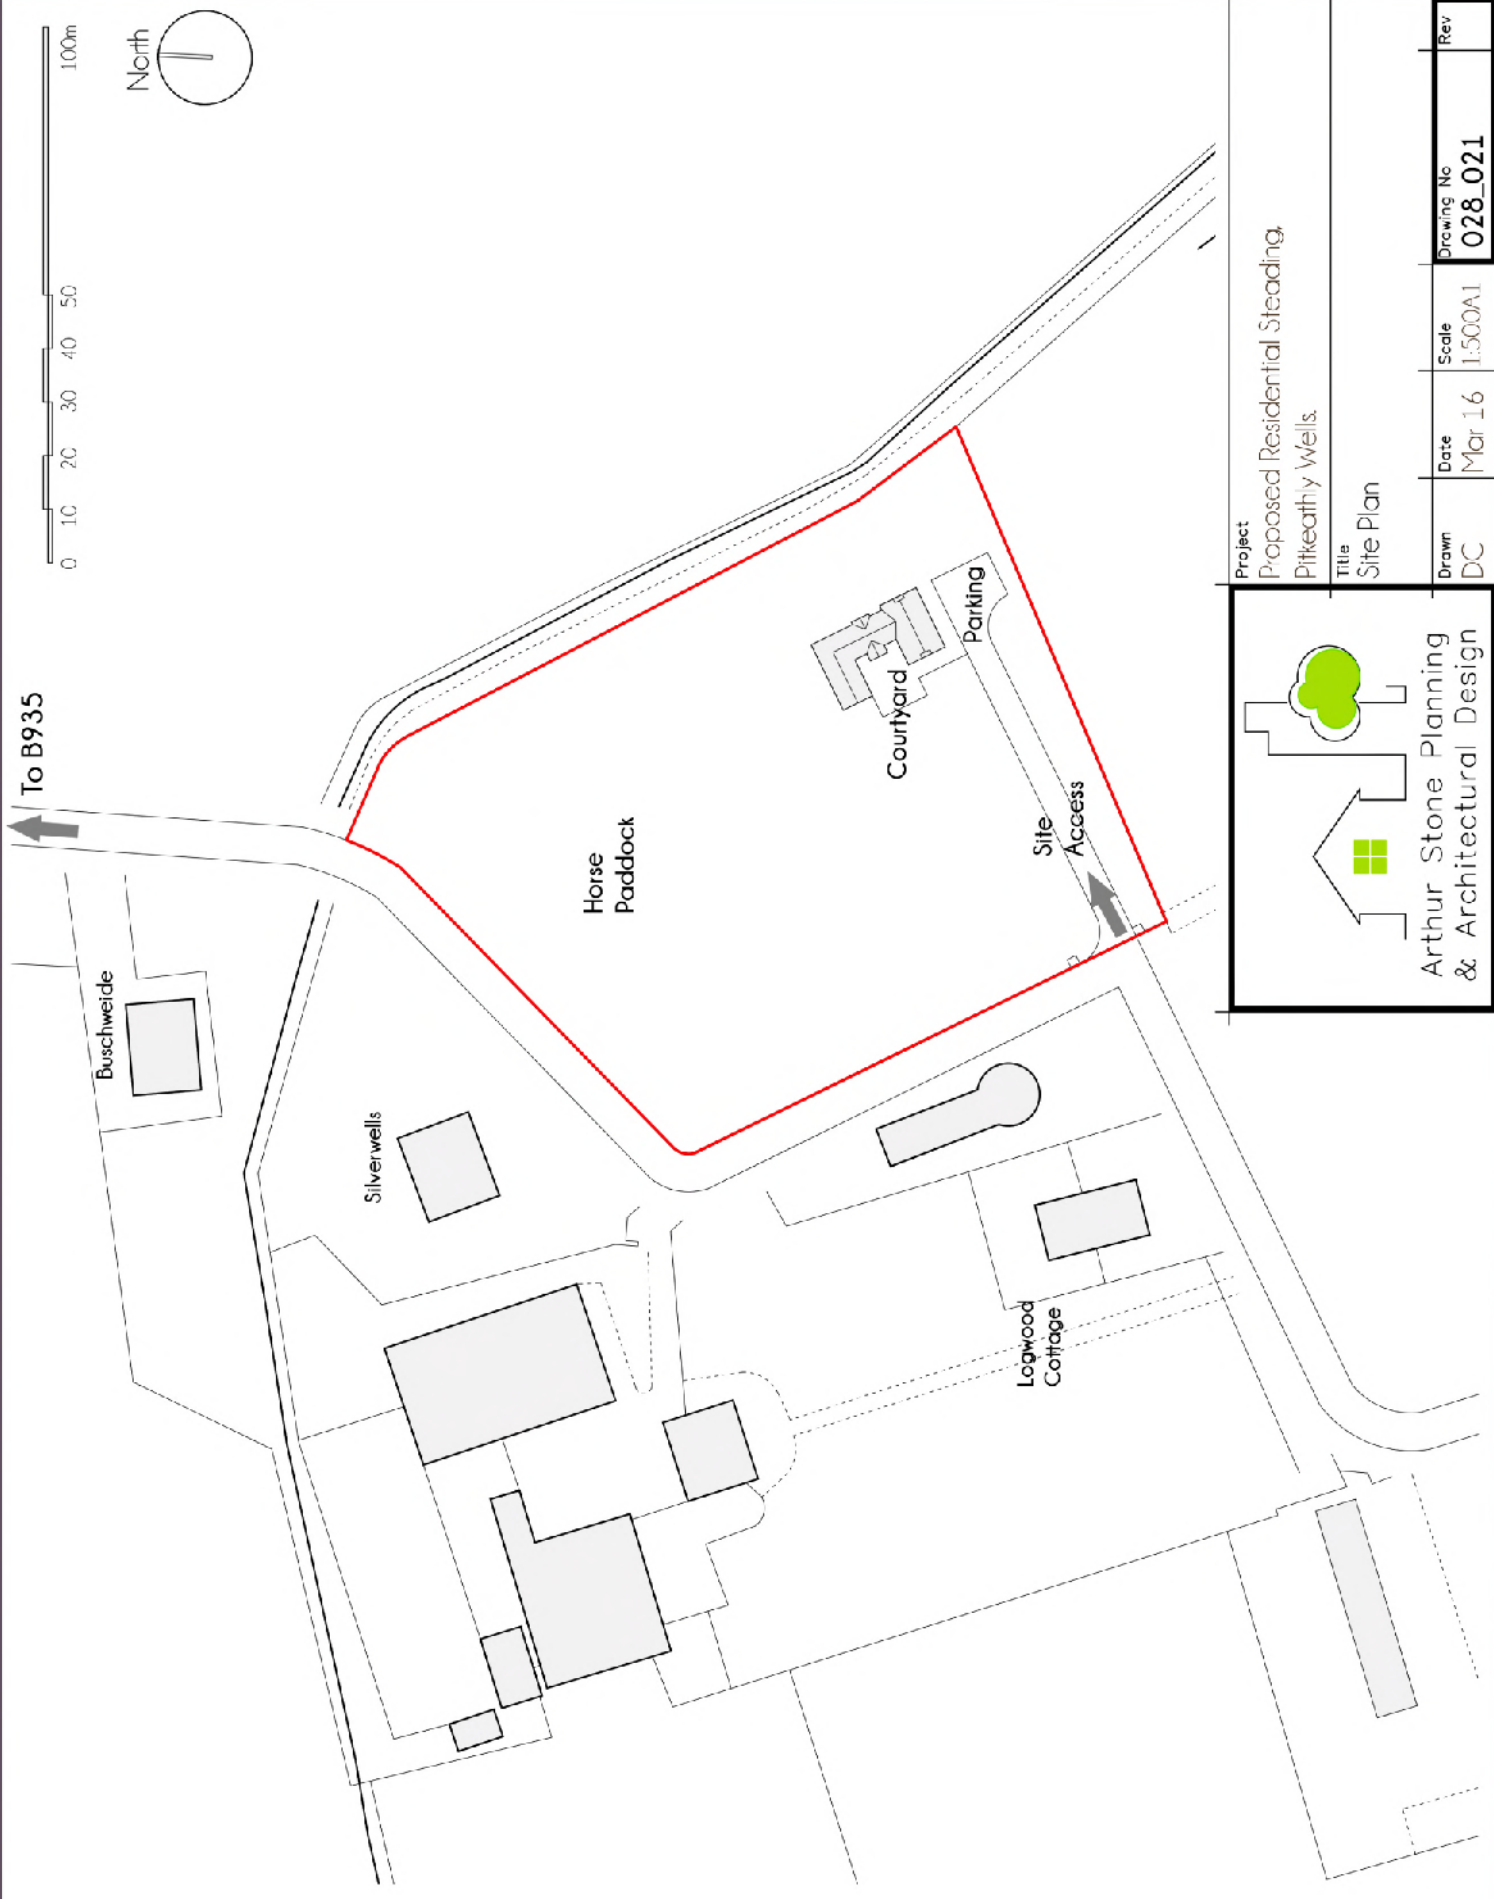 0 10 20 30 40 50 100m
North
To B935
Buschweide
Silverwells
Horse
Paddock
Courtyard
Parking
Site
Access
Logwood
Cottage
Arthur Stone Planning
& Architectural Design
Project
Proposed Residential Steading,
Pitkeathly Wells.
Title
Site Plan
Drawn
DC
Date
Mar 16
Scale
1:500A1
Drawing No
028_021
Rev